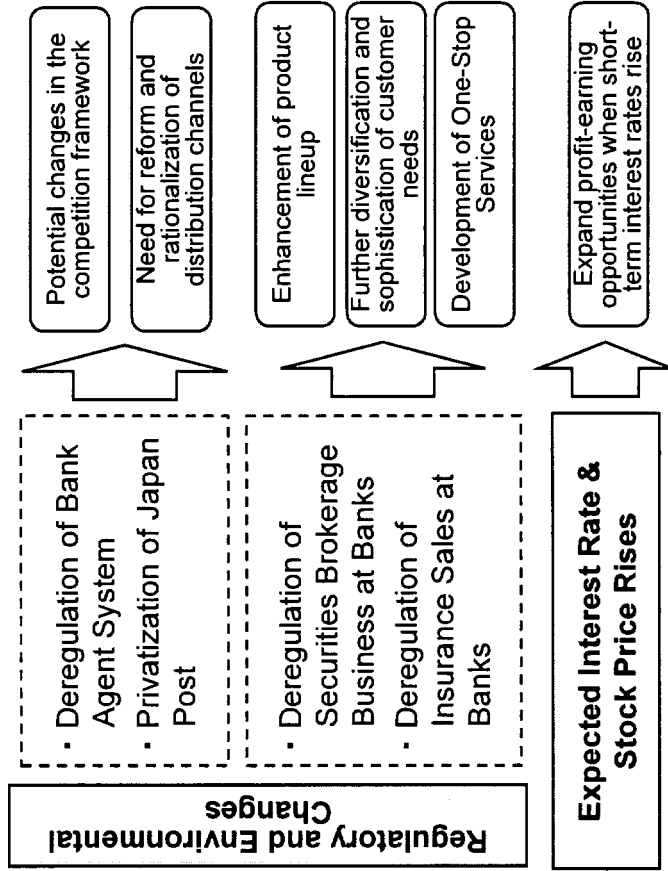 Regulatory and Environmental
Changes
· Deregulation of Bank
Agent System
· Privatization of Japan
Post
Potential changes in the
competition framework
Need for reform and
rationalization of
distribution channels
· Deregulation of
Securities Brokerage
Business at Banks
· Deregulation of
Insurance Sales at
Banks
Enhancement of product
lineup
Further diversification and
sophistication of customer
needs
Development of One-Stop
Services
Expected Interest Rate &
Stock Price Rises
Expand profit-earning
opportunities when short-
term interest rates rise